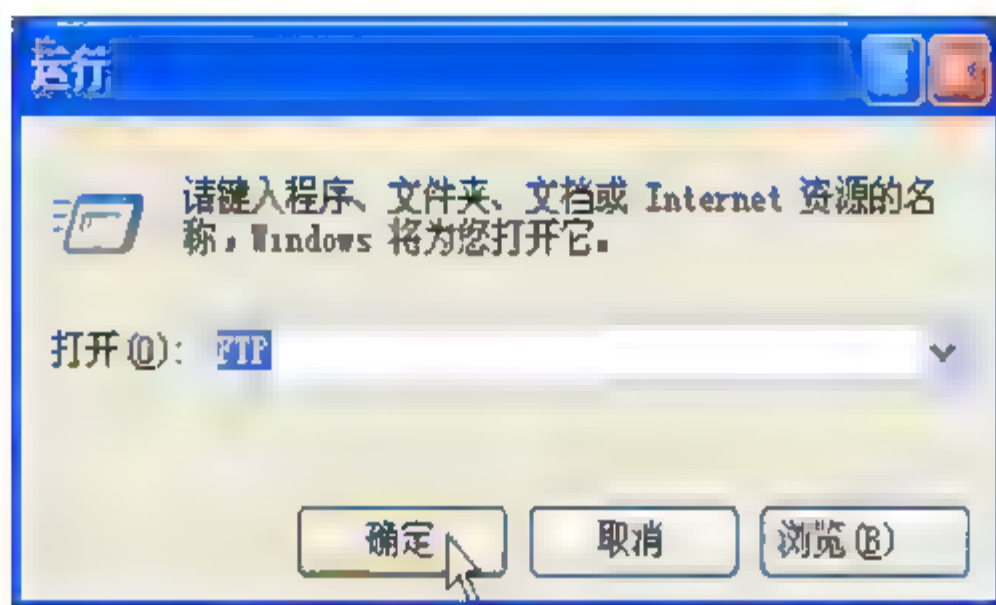 运行
请键入程序、文件夹、文档或 Internet 资源的名
称，Windows 将为您打开它。
打开(O): FTP
确定 取消 浏览(B)